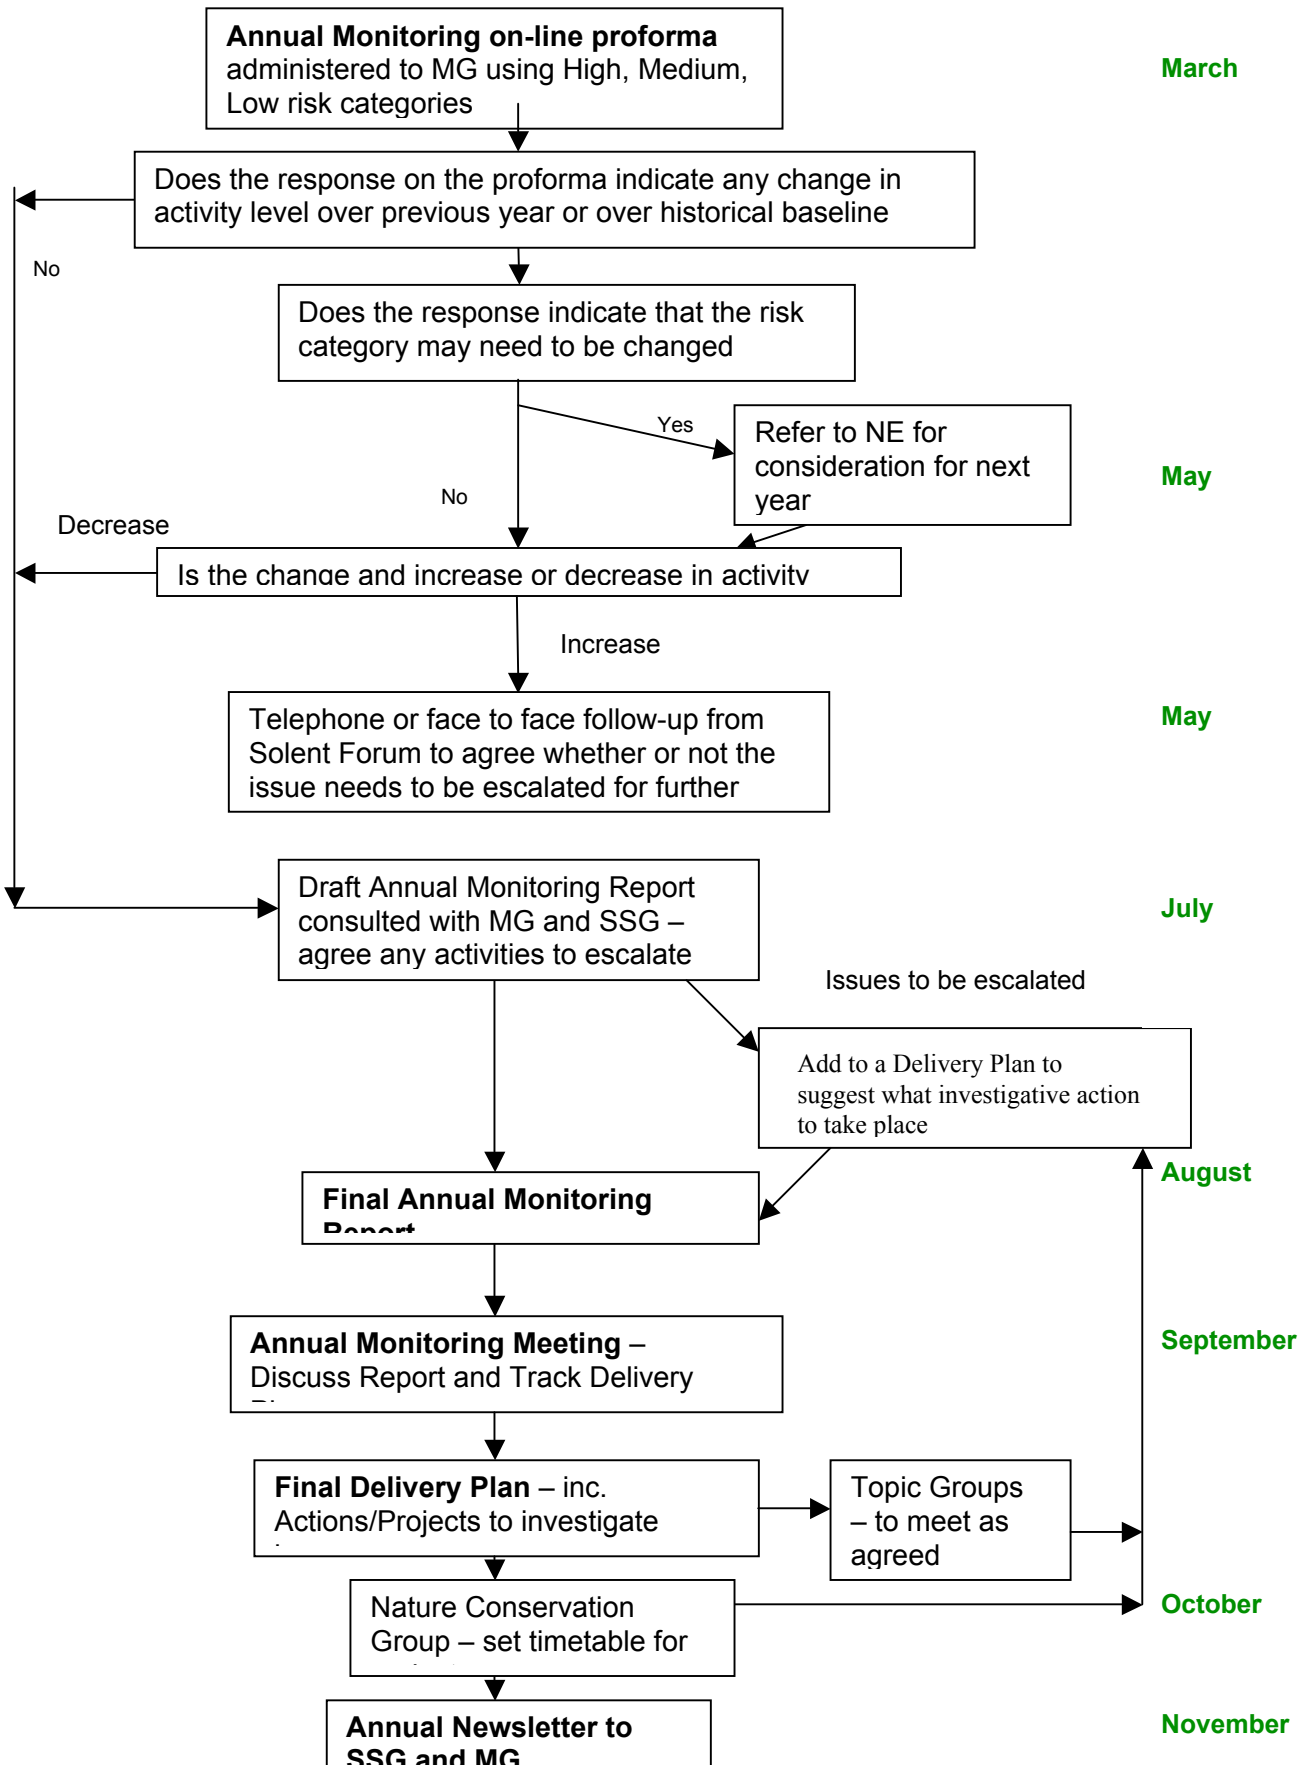 Annual Monitoring on-line proforma
administered to MG using High, Medium,
Low risk categories
March
Does the response on the proforma indicate any change in
activity level over previous year or over historical baseline
No
Does the response indicate that the risk
category may need to be changed
Yes
Refer to NE for
consideration for next
year
May
No
Decrease
Is the change and increase or decrease in activity
Increase
Telephone or face to face follow-up from
Solent Forum to agree whether or not the
issue needs to be escalated for further
May
Draft Annual Monitoring Report
consulted with MG and SSG –
agree any activities to escalate
July
Issues to be escalated
Add to a Delivery Plan to
suggest what investigative action
to take place
August
Final Annual Monitoring
Report
Annual Monitoring Meeting –
Discuss Report and Track Delivery
September
Final Delivery Plan – inc.
Actions/Projects to investigate
Topic Groups
– to meet as
agreed
Nature Conservation
Group – set timetable for
October
Annual Newsletter to
SSG and MG
November